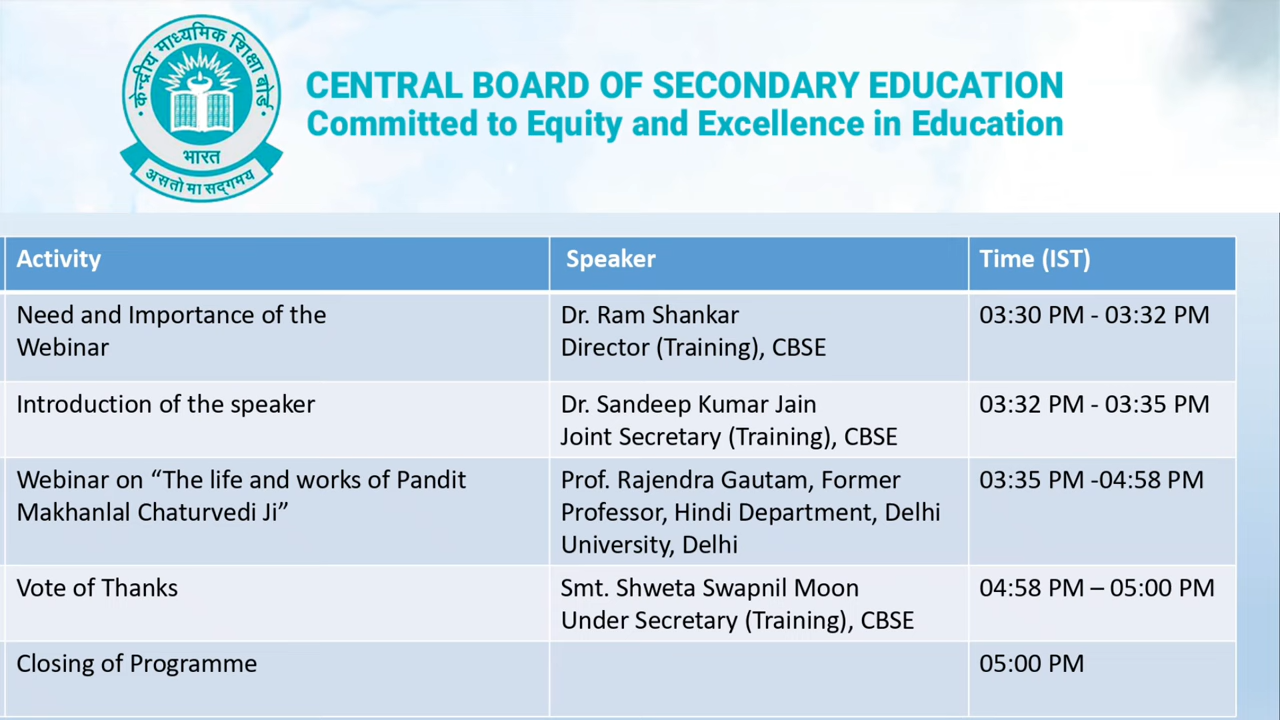 केन्द्रीय माध्यमिक शिक्षा बोर्ड
भारत
असतो मा सद्गमय
CENTRAL BOARD OF SECONDARY EDUCATION
Committed to Equity and Excellence in Education
Activity Speaker Time (IST)
Need and Importance of the Dr. Ram Shankar 03:30 PM - 03:32 PM
Webinar Director (Training), CBSE
Introduction of the speaker Dr. Sandeep Kumar Jain 03:32 PM - 03:35 PM
Joint Secretary (Training), CBSE
Webinar on “The life and works of Pandit Prof. Rajendra Gautam, Former 03:35 PM -04:58 PM
Makhanlal Chaturvedi Ji” Professor, Hindi Department, Delhi
University, Delhi
Vote of Thanks Smt. Shweta Swapnil Moon 04:58 PM – 05:00 PM
Under Secretary (Training), CBSE
Closing of Programme 05:00 PM